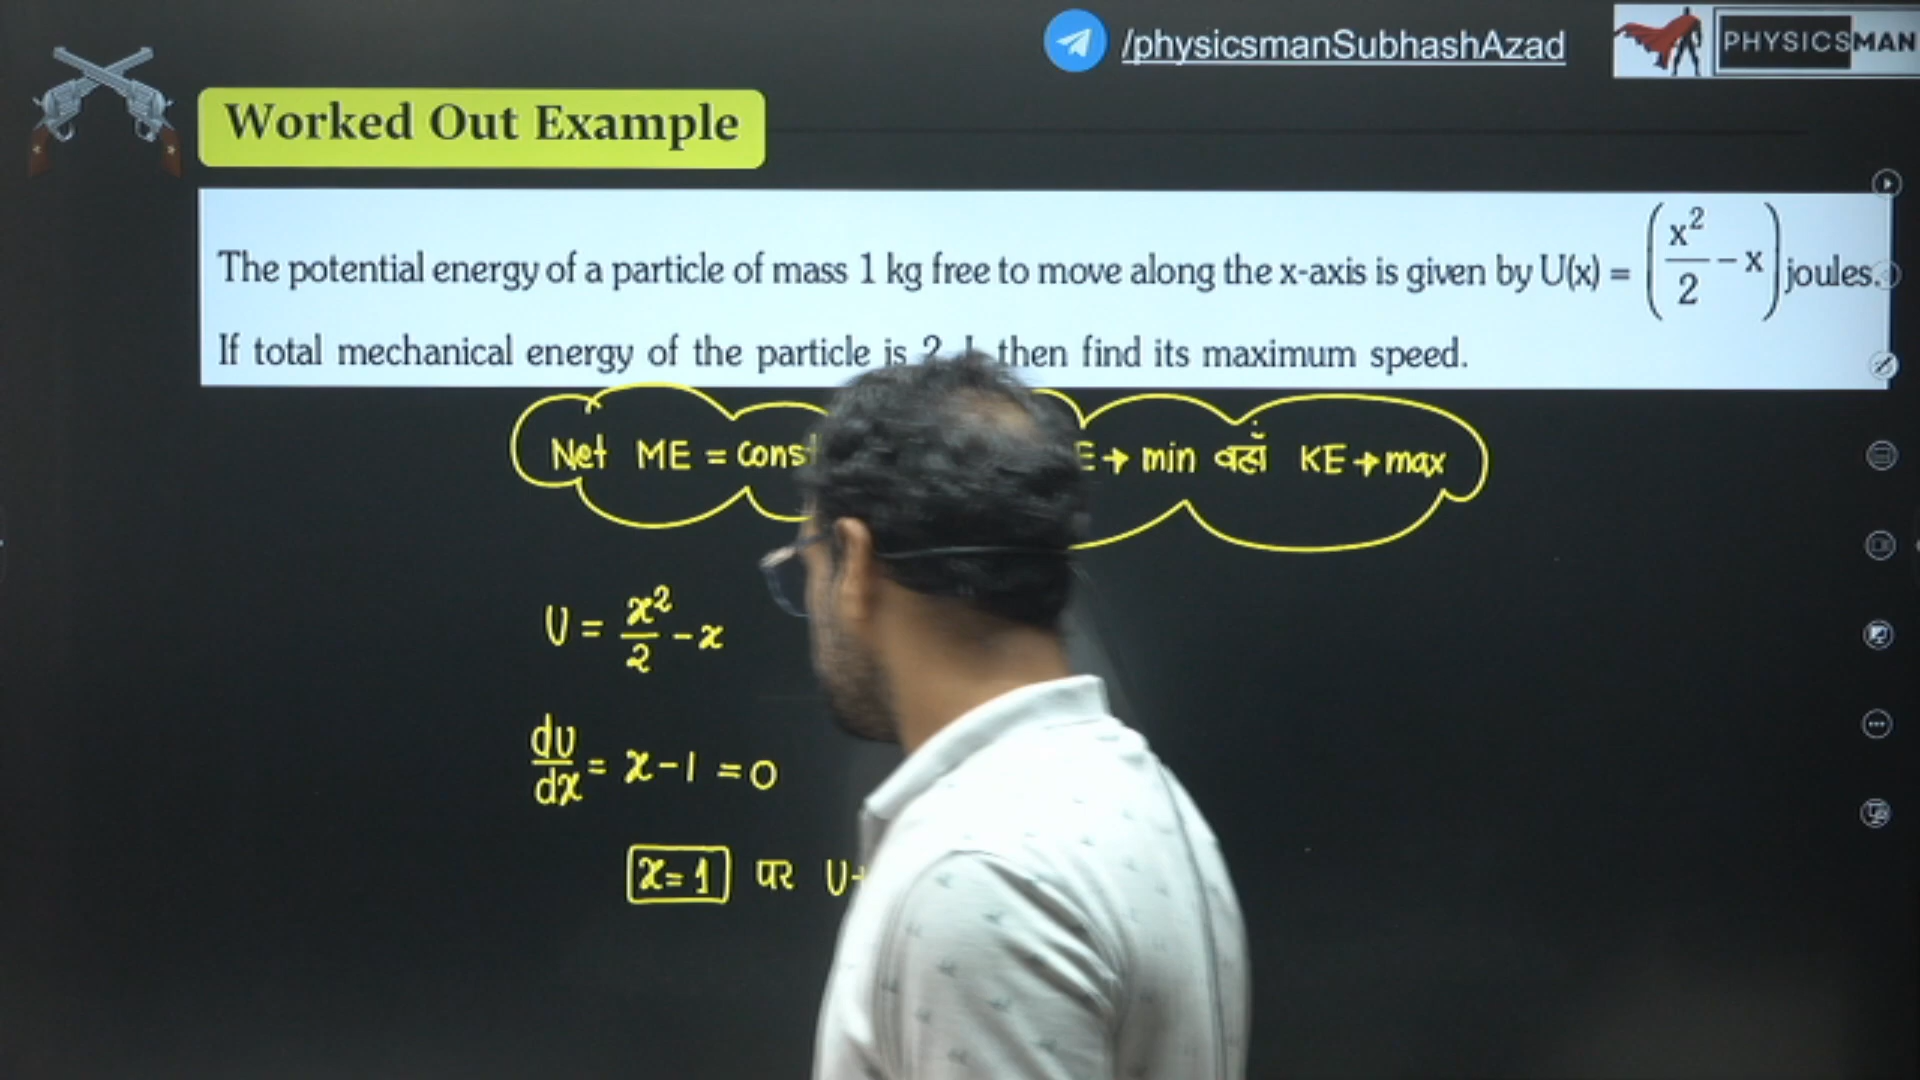 /physicsmanSubhashAzad
PHYSICSMAN
Worked Out Example
The potential energy of a particle of mass 1 kg free to move along the x-axis is given by U(x) = (x²/2 - x) joules.
If total mechanical energy of the particle is 2 then find its maximum speed.
Net ME = const → min वहाँ KE → max
U = x²/2 - x
dU/dx = x - 1 = 0
x = 1 पर U